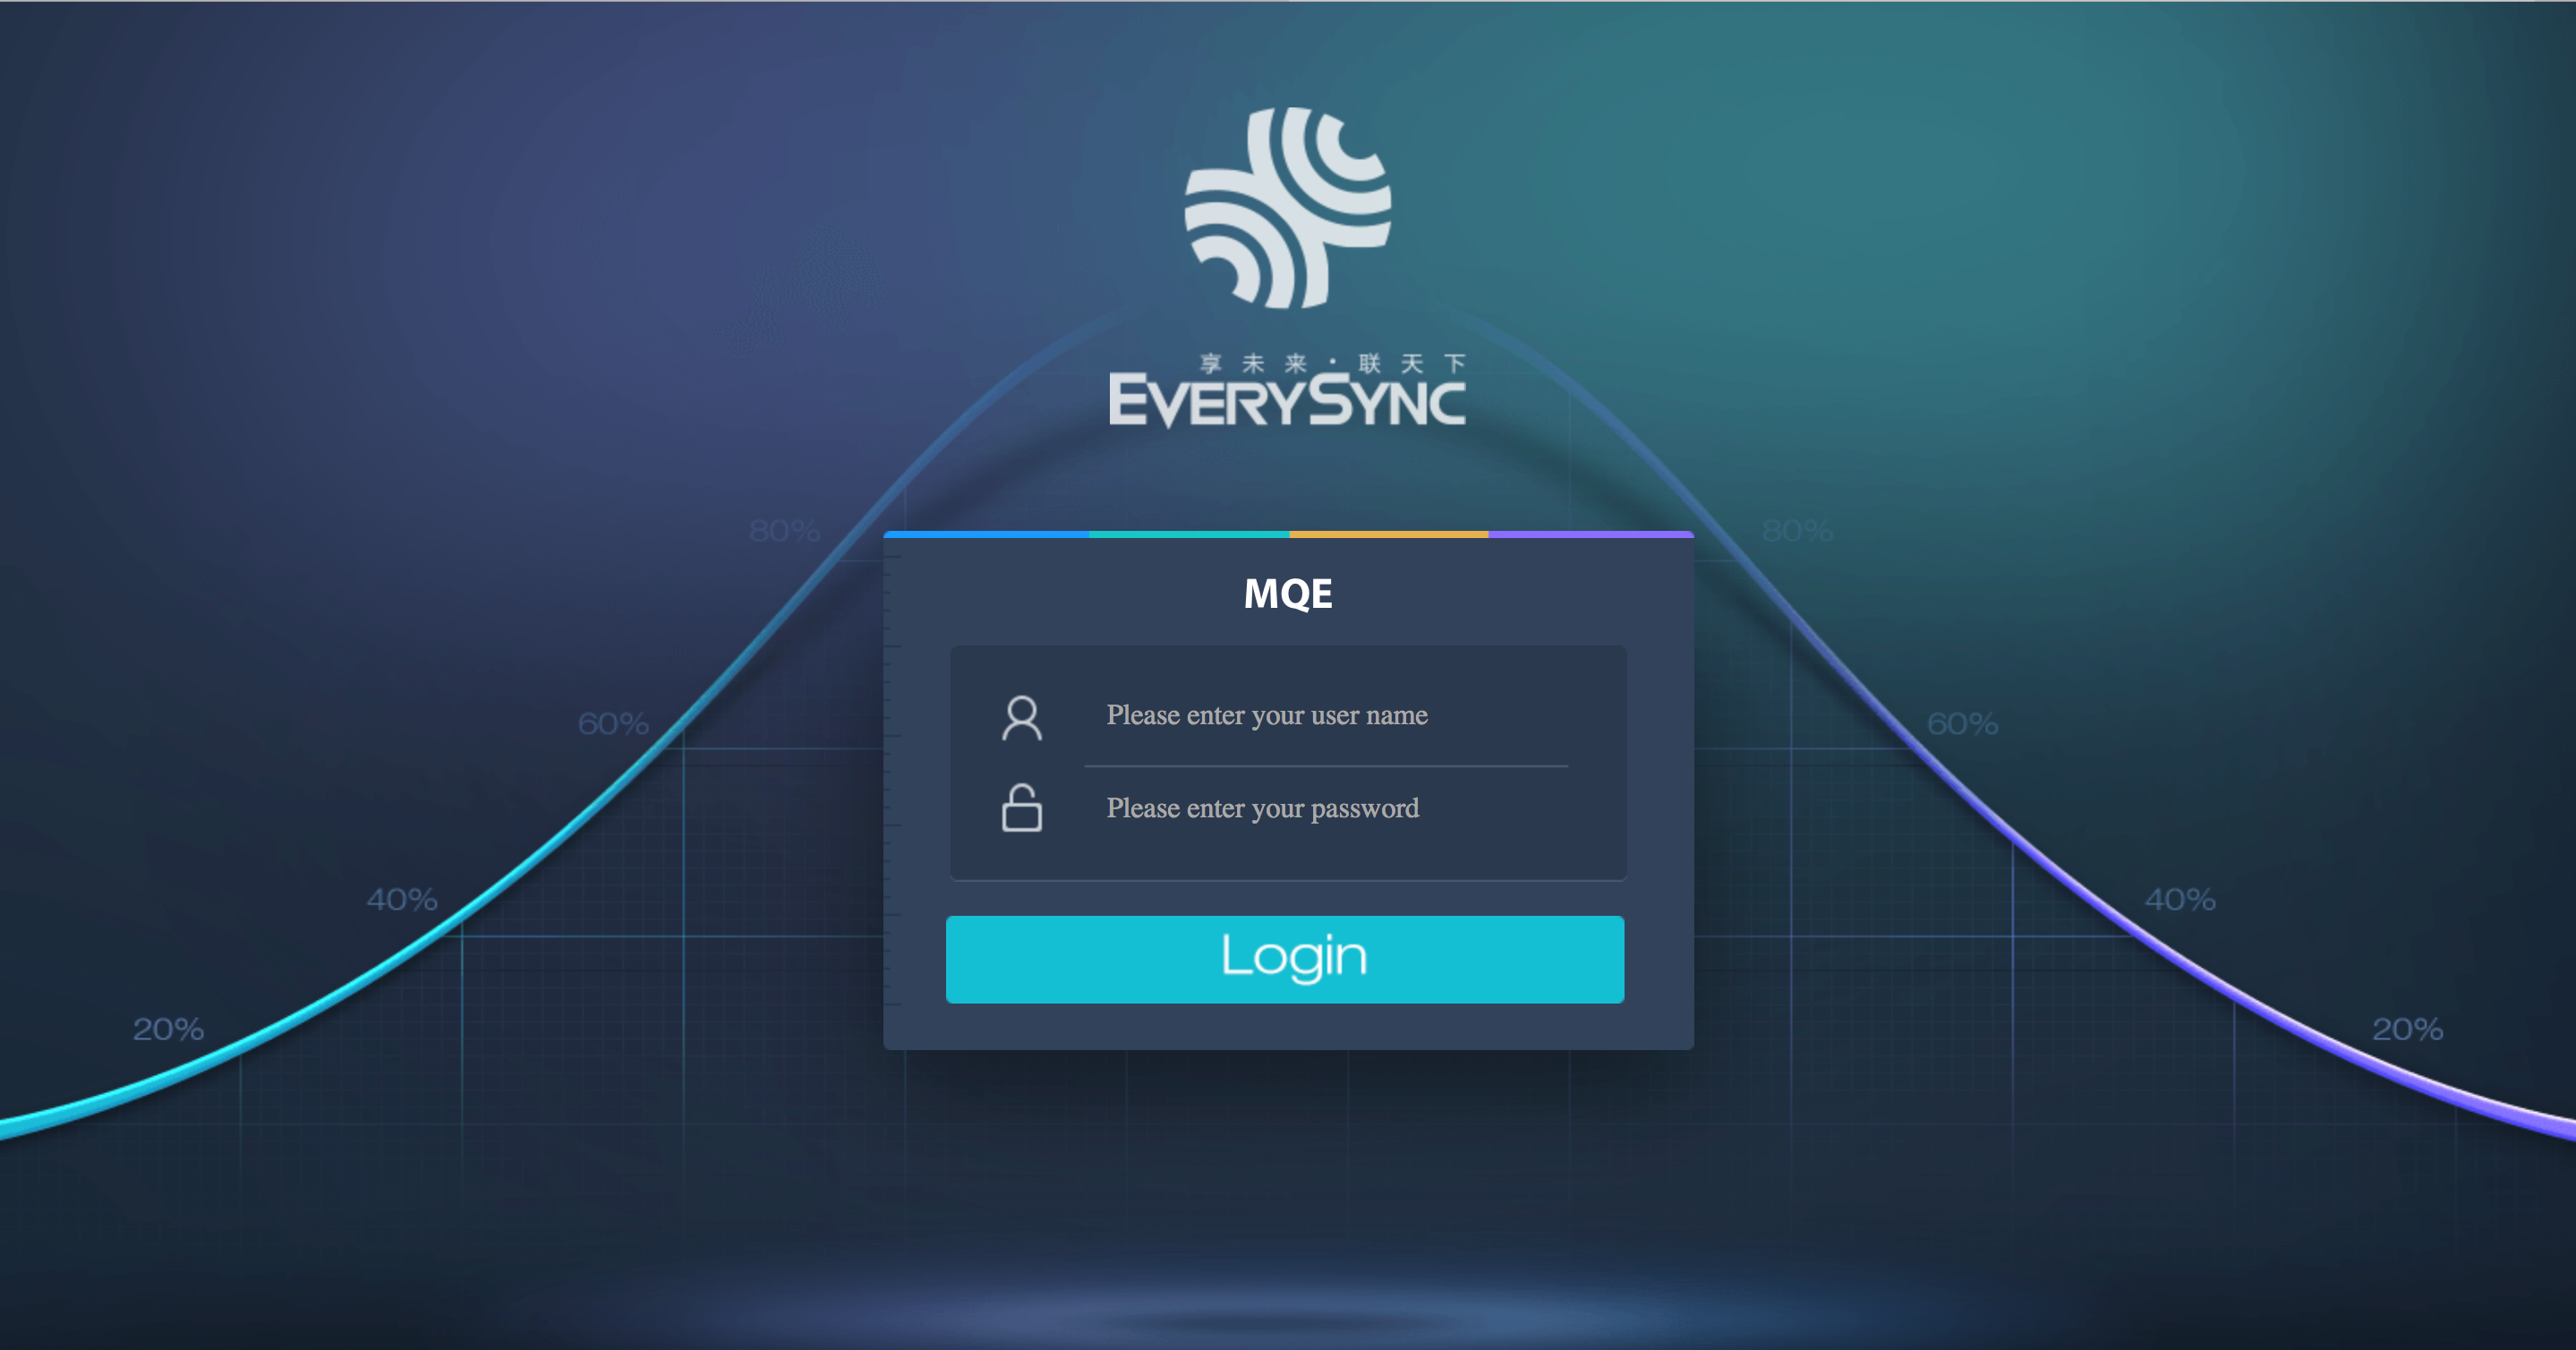 享未来·联天下
EVERYSYNC
80%
80%
MQE
Please enter your user name
60%
60%
Please enter your password
40%
40%
Login
20%
20%